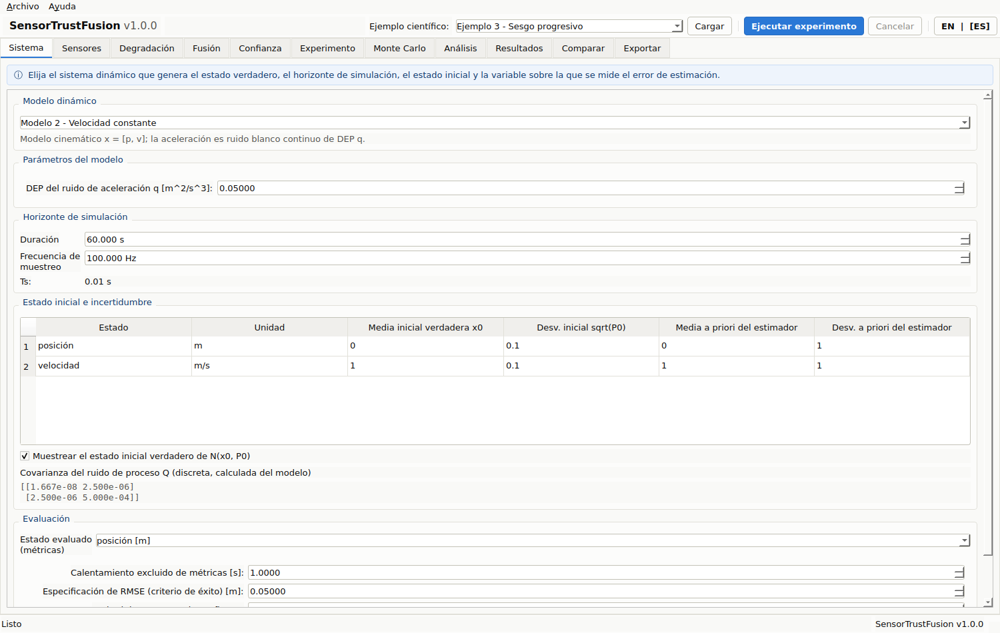 Archivo Ayuda
SensorTrustFusion v1.0.0
Ejemplo científico: Ejemplo 3 - Sesgo progresivo Cargar Ejecutar experimento Cancelar EN | [ES]
Sistema Sensores Degradación Fusión Confianza Experimento Monte Carlo Análisis Resultados Comparar Exportar
ⓘ Elija el sistema dinámico que genera el estado verdadero, el horizonte de simulación, el estado inicial y la variable sobre la que se mide el error de estimación.
Modelo dinámico
Modelo 2 - Velocidad constante
Modelo cinemático x = [p, v]; la aceleración es ruido blanco continuo de DEP q.
Parámetros del modelo
DEP del ruido de aceleración q [m^2/s^3]: 0.05000
Horizonte de simulación
Duración 60.000 s
Frecuencia de muestreo 100.000 Hz
Ts: 0.01 s
Estado inicial e incertidumbre
Estado Unidad Media inicial verdadera x0 Desv. inicial sqrt(P0) Media a priori del estimador Desv. a priori del estimador
1 posición m 0 0.1 0 1
2 velocidad m/s 1 0.1 1 1
Muestrear el estado inicial verdadero de N(x0, P0)
Covarianza del ruido de proceso Q (discreta, calculada del modelo)
[[1.667e-08 2.500e-06]
[2.500e-06 5.000e-04]]
Evaluación
Estado evaluado (métricas) posición [m]
Calentamiento excluido de métricas [s]: 1.0000
Especificación de RMSE (criterio de éxito) [m]: 0.05000
Listo SensorTrustFusion v1.0.0